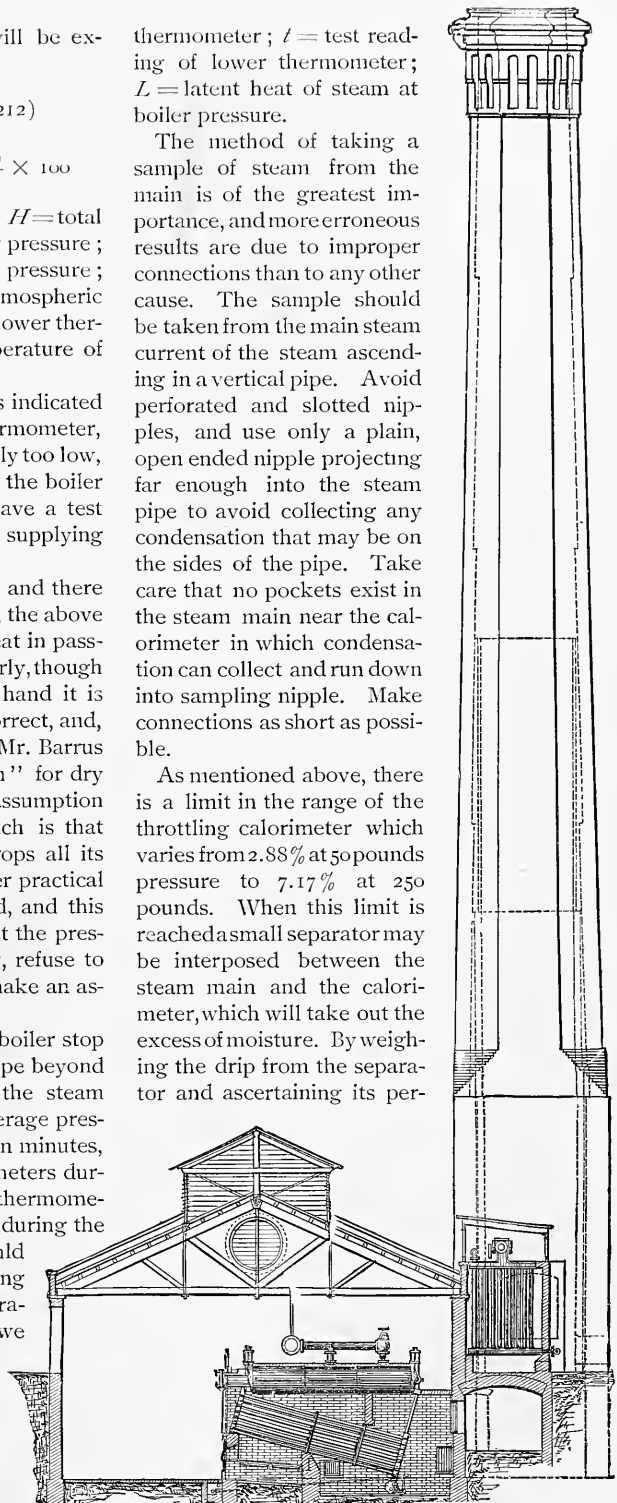 ill be ex-
212)
× 100
H=total
pressure ;
pressure ;
mospheric
ower ther-
perature of
s indicated
rmometer,
ly too low,
the boiler
ave a test
supplying
and there
, the above
eat in pass-
rly, though
hand it is
orrect, and,
Mr. Barrus
n" for dry
assumption
ch is that
rops all its
er practical
d, and this
t the pres-
, refuse to
nake an as-
boiler stop
pe beyond
the steam
erage pres-
n minutes,
neters dur-
thermome-
during the
uld
ng
ra-
we
thermometer ; t = test read-
ing of lower thermometer ;
L = latent heat of steam at
boiler pressure.
The method of taking a
sample of steam from the
main is of the greatest im-
portance, and more erroneous
results are due to improper
connections than to any other
cause. The sample should
be taken from the main steam
current of the steam ascend-
ing in a vertical pipe. Avoid
perforated and slotted nip-
ples, and use only a plain,
open ended nipple projecting
far enough into the steam
pipe to avoid collecting any
condensation that may be on
the sides of the pipe. Take
care that no pockets exist in
the steam main near the cal-
orimeter in which condensa-
tion can collect and run down
into sampling nipple. Make
connections as short as possi-
ble.
As mentioned above, there
is a limit in the range of the
throttling calorimeter which
varies from 2.88% at 50 pounds
pressure to 7.17% at 250
pounds. When this limit is
reached a small separator may
be interposed between the
steam main and the calori-
meter, which will take out the
excess of moisture. By weigh-
ing the drip from the separa-
tor and ascertaining its per-